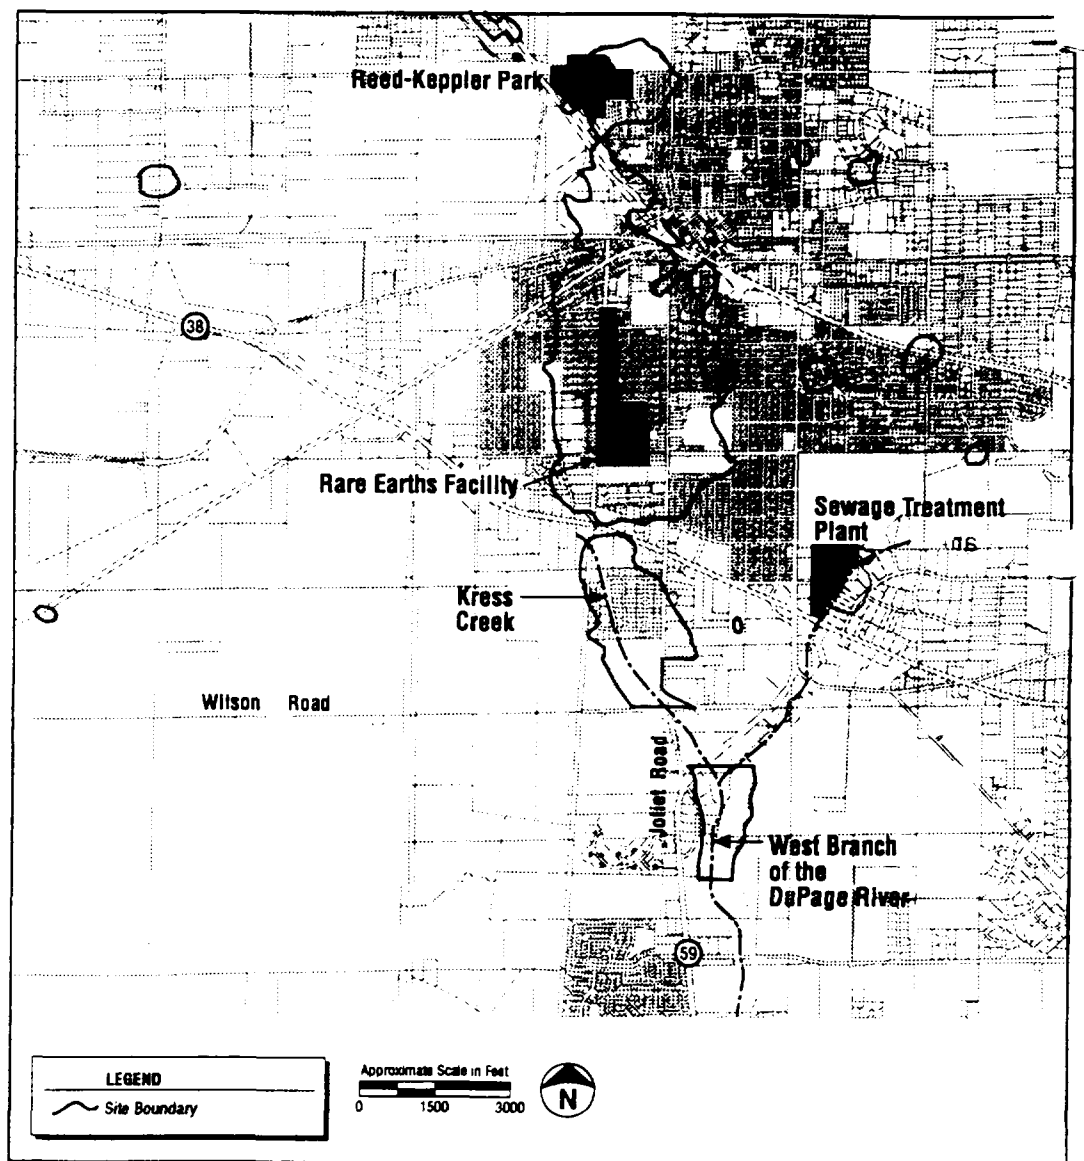 Reed-Keppler Park
38
Rare Earths Facility
Sewage Treatment
Plant
Kress
Creek
Wilson Road
Joliet Road
West Branch
of the
DuPage River
59
LEGEND
Site Boundary
Approximate Scale in Feet
0 1500 3000
N